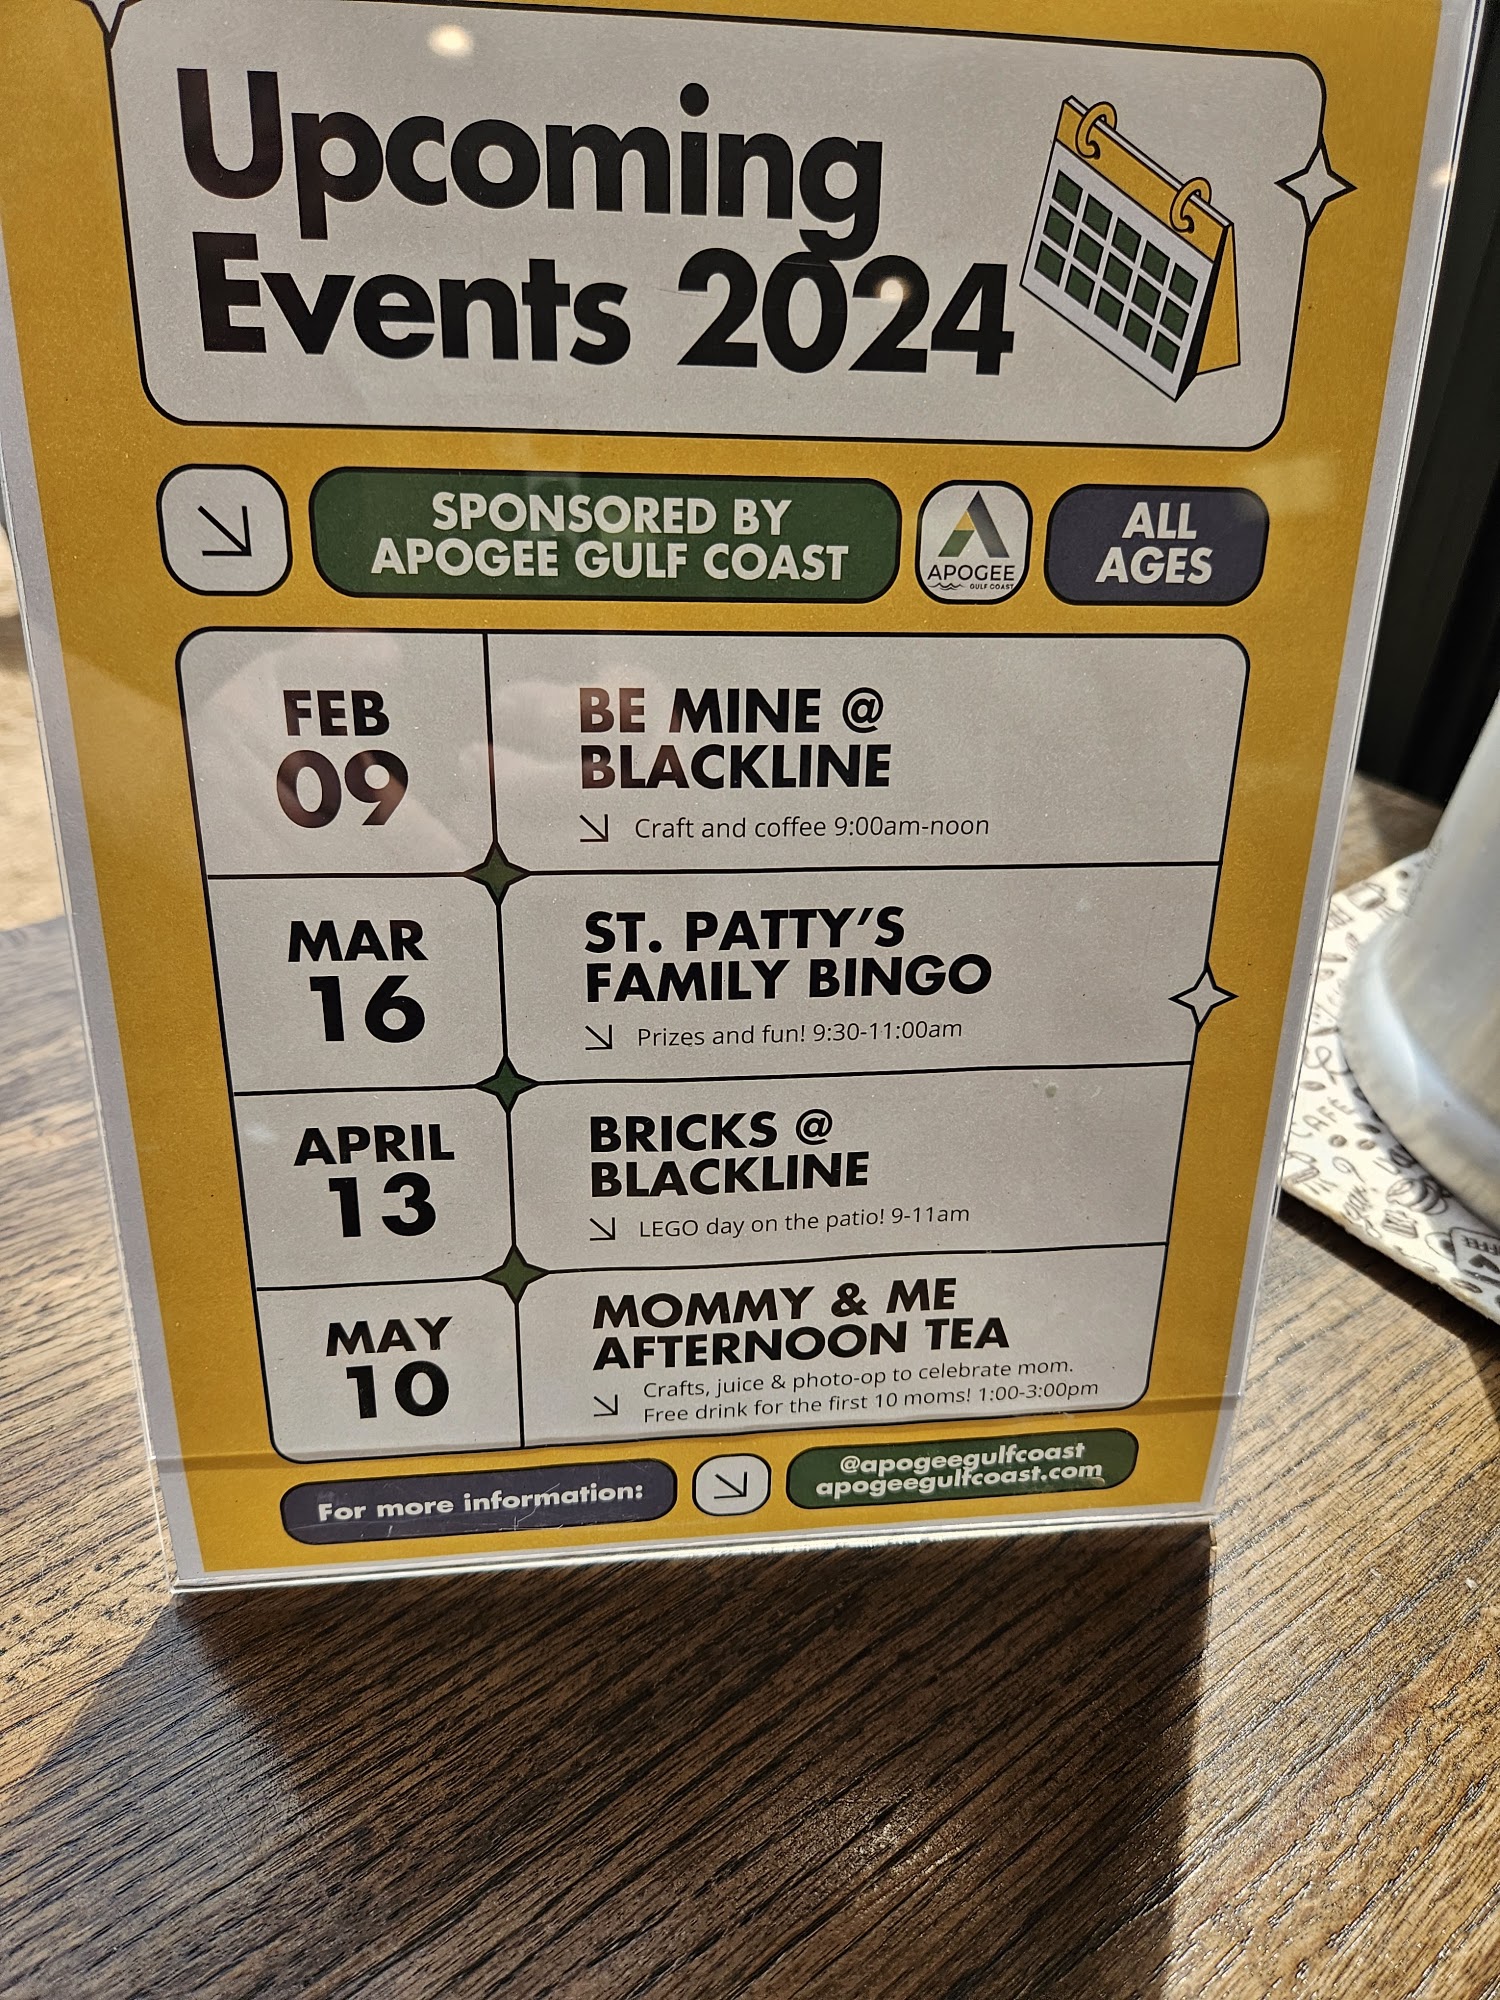 Upcoming
Events 2024
SPONSORED BY
APOGEE GULF COAST
APOGEE
GULF COAST
ALL
AGES
FEB
09
BE MINE @
BLACKLINE
Craft and coffee 9:00am-noon
MAR
16
ST. PATTY'S
FAMILY BINGO
Prizes and fun! 9:30-11:00am
APRIL
13
BRICKS @
BLACKLINE
LEGO day on the patio! 9-11am
MAY
10
MOMMY & ME
AFTERNOON TEA
Crafts, juice & photo-op to celebrate mom.
Free drink for the first 10 moms! 1:00-3:00pm
For more information:
@apogeegulfcoast
apogeegulfcoast.com
CAFE